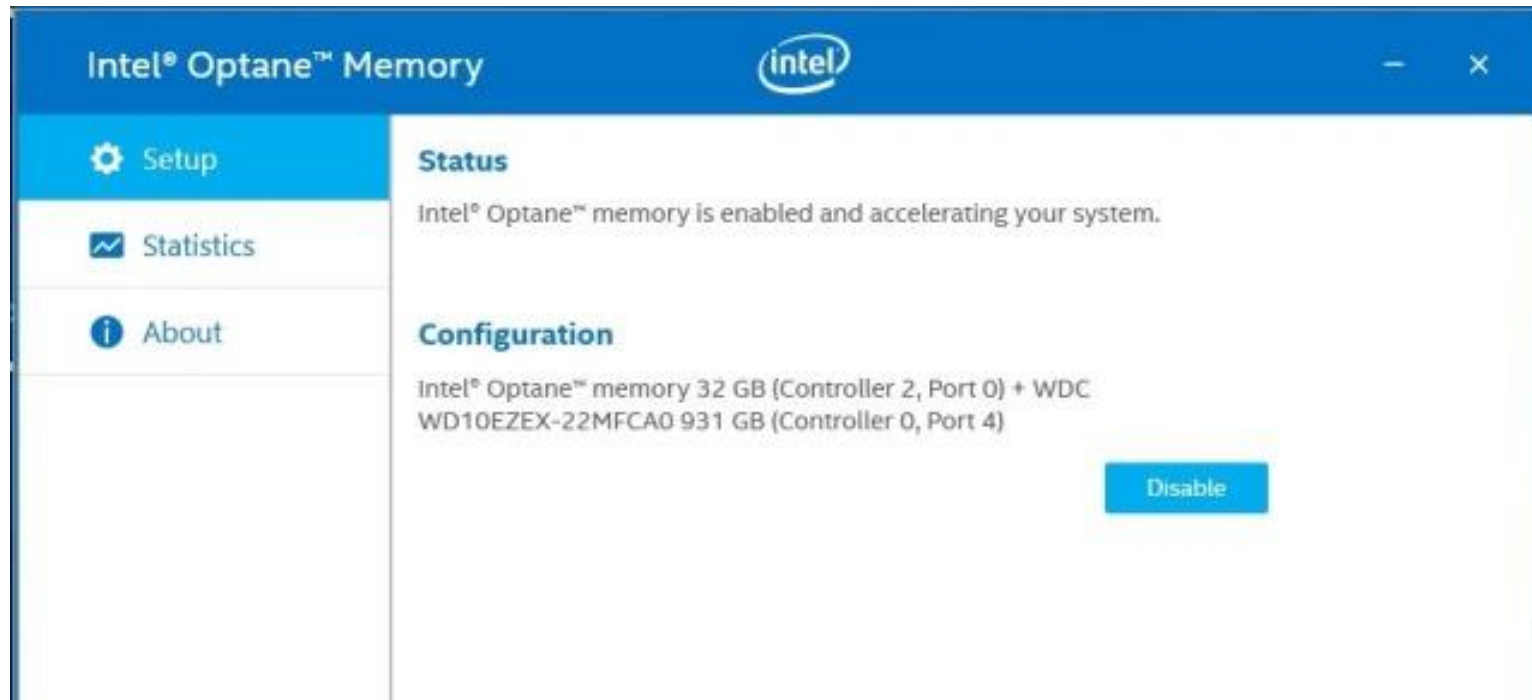 Intel® Optane™ Memory
intel
Setup
Statistics
About
Status
Intel® Optane™ memory is enabled and accelerating your system.
Configuration
Intel® Optane™ memory 32 GB (Controller 2, Port 0) + WDC
WD10EZEX-22MFCA0 931 GB (Controller 0, Port 4)
Disable